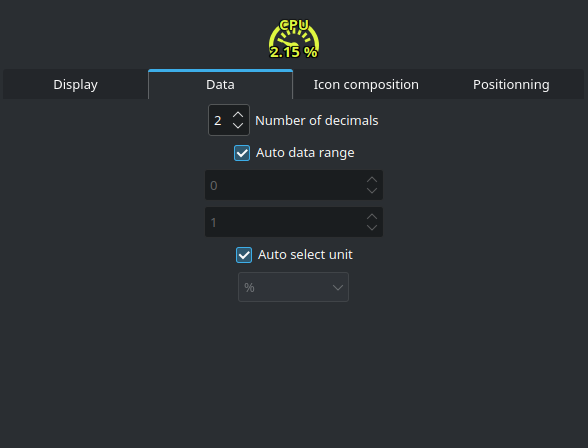 CPU
2.15 %
Display Data Icon composition Positionning
2 Number of decimals
Auto data range
0
1
Auto select unit
%